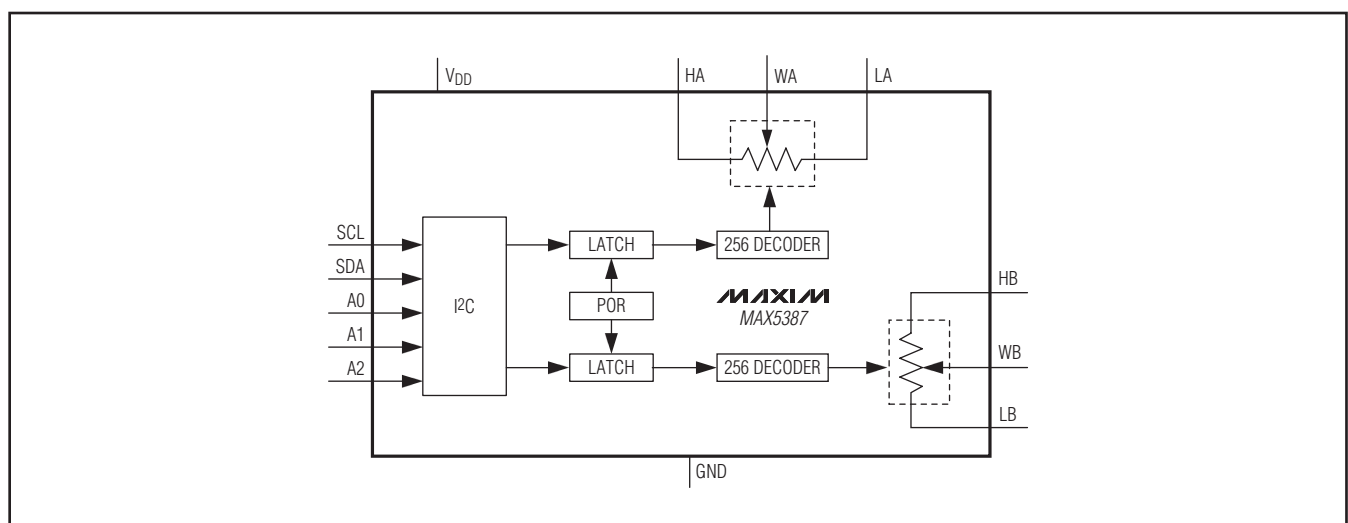 VDD
HA
WA
LA
SCL
SDA
A0
A1
A2
I2C
LATCH
256 DECODER
POR
MAXIM
MAX5387
LATCH
256 DECODER
HB
WB
LB
GND